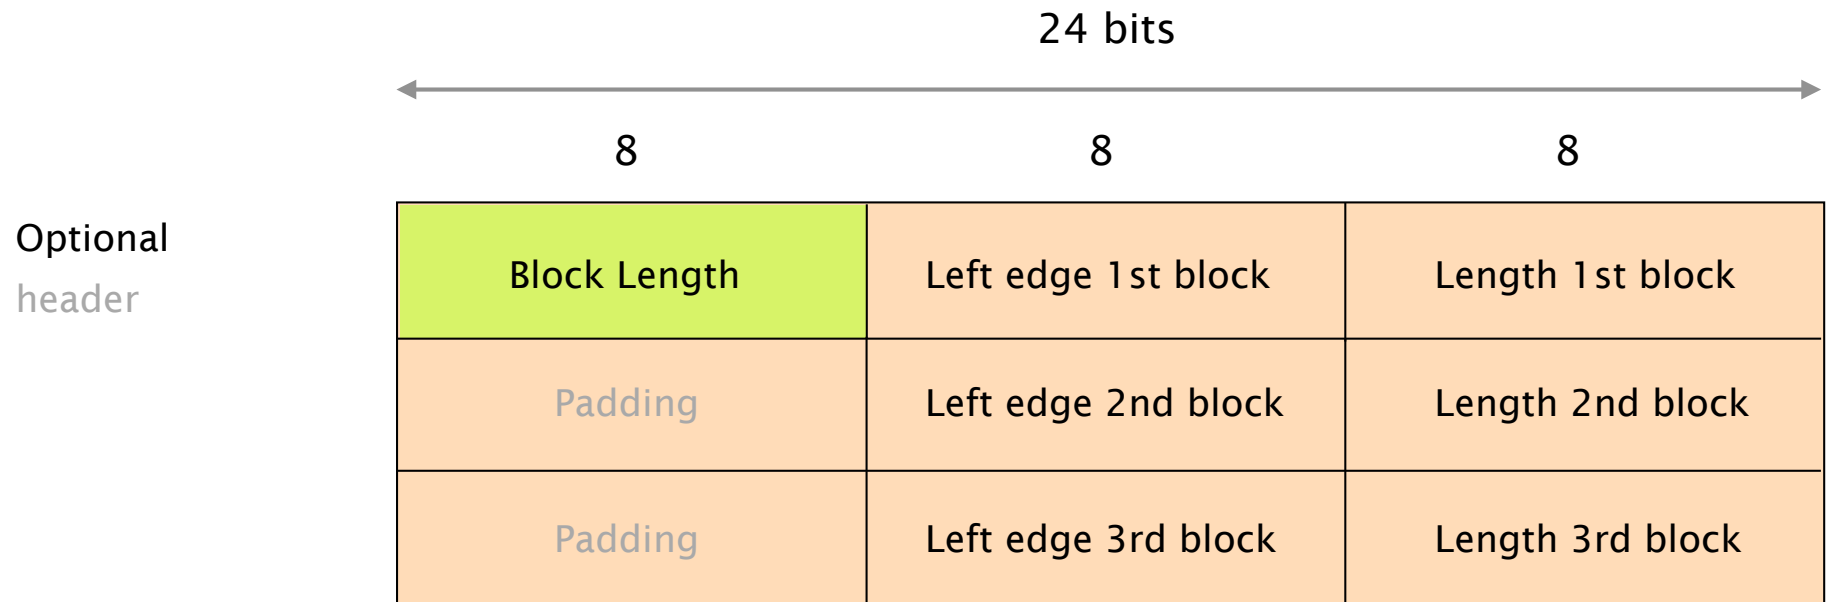 24 bits
8 8 8
Optional
header
Block Length Left edge 1st block Length 1st block
Padding Left edge 2nd block Length 2nd block
Padding Left edge 3rd block Length 3rd block